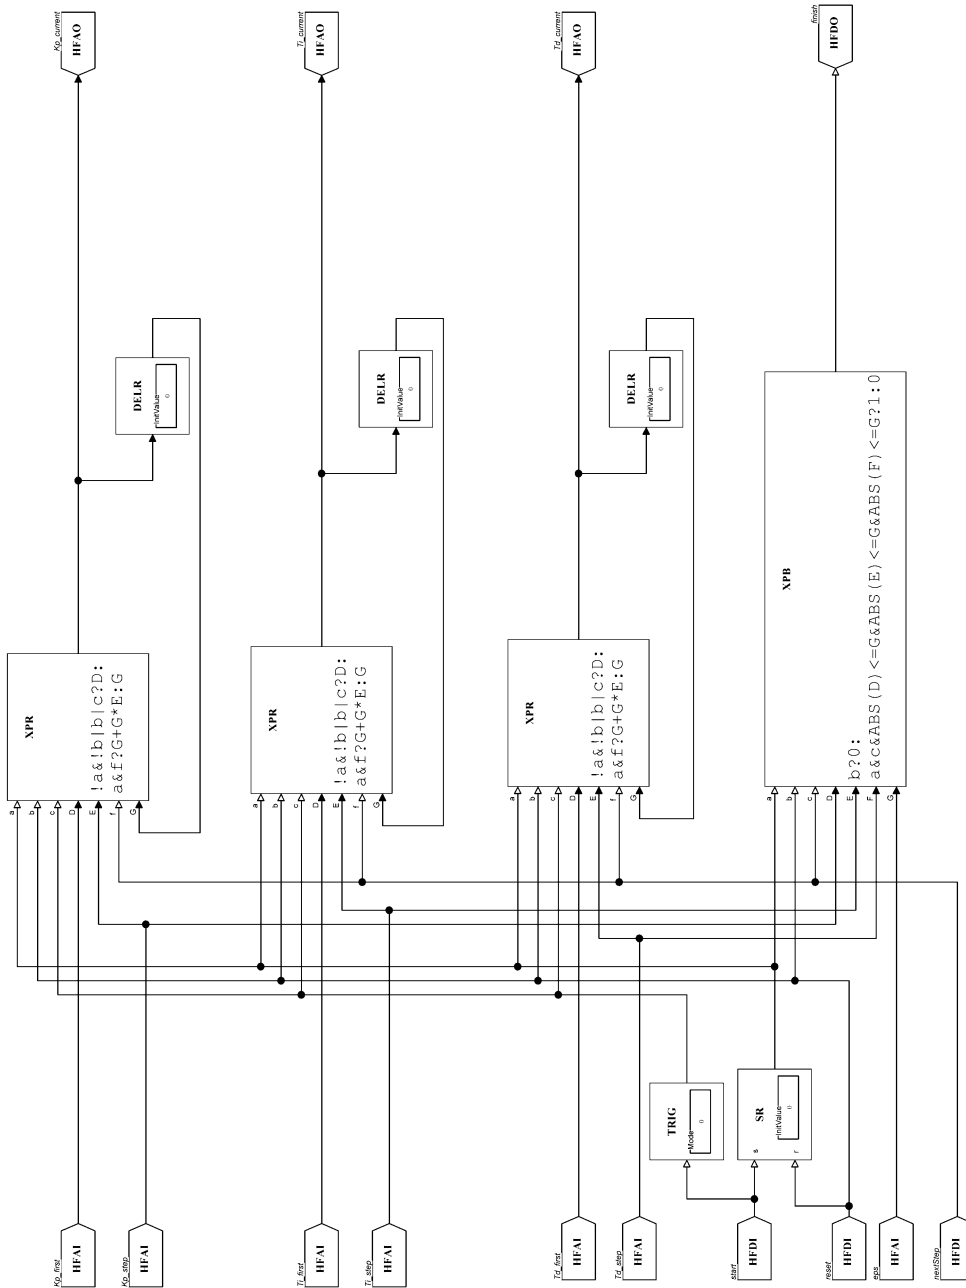 Kp_current
HFAO
Ti_current
HFAO
Td_current
HFAO
finish
HFDO
DELR
InitValue
0
DELR
InitValue
0
DELR
InitValue
0
XPR
!a&!b|b|c?D:
a&f?G+G*E:G
a
b
c
D
E
f
G
XPR
!a&!b|b|c?D:
a&f?G+G*E:G
a
b
c
D
E
f
G
XPR
!a&!b|b|c?D:
a&f?G+G*E:G
a
b
c
D
E
f
G
XPB
b?0:
a&c&ABS(D)<=G&ABS(E)<=G&ABS(F)<=G?1:0
a
b
c
D
E
F
G
TRIG
Mode
0
SR
InitValue
0
s
r
Kp_first
HFAI
Kp_step
HFAI
Ti_first
HFAI
Ti_step
HFAI
Td_first
HFAI
Td_step
HFAI
start
HFDI
reset
HFDI
eps
HFAI
nextStep
HFDI